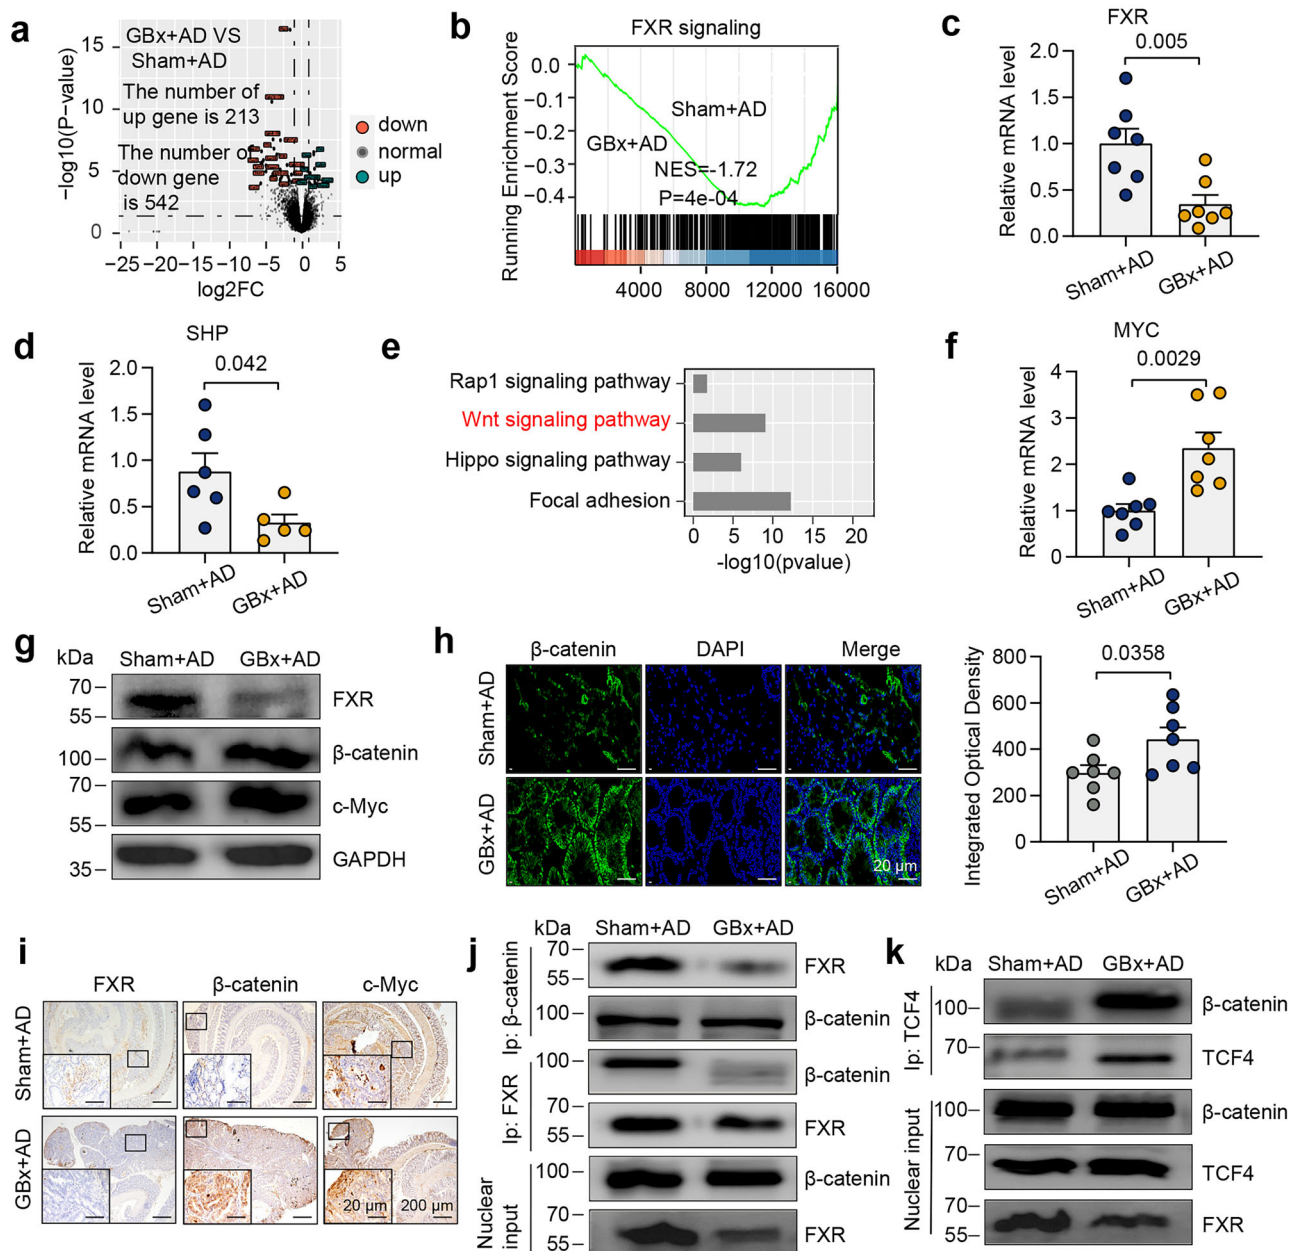 a
GBx+AD VS
Sham+AD
The number of
up gene is 213
The number of
down gene
is 542
−log10(P−value)
15
10
5
0
−25 −20 −15 −10 −5 0 5
log2FC
down
normal
up
b
FXR signaling
Running Enrichment Score
0.0
−0.1
−0.2
−0.3
−0.4
Sham+AD
GBx+AD
NES=-1.72
P=4e-04
4000 8000 12000 16000
c
FXR
0.005
Relative mRNA level
2.0
1.5
1.0
0.5
0.0
Sham+AD
GBx+AD
d
SHP
0.042
Relative mRNA level
2.0
1.5
1.0
0.5
0.0
Sham+AD
GBx+AD
e
Rap1 signaling pathway
Wnt signaling pathway
Hippo signaling pathway
Focal adhesion
0 5 10 15 20
-log10(pvalue)
f
MYC
0.0029
Relative mRNA level
4
3
2
1
0
Sham+AD
GBx+AD
g
kDa
Sham+AD GBx+AD
70
55
FXR
100
β-catenin
70
55
c-Myc
35
GAPDH
h
β-catenin DAPI Merge
Sham+AD
GBx+AD
20 μm
0.0358
Integrated Optical Density
800
600
400
200
0
Sham+AD
GBx+AD
i
FXR β-catenin c-Myc
Sham+AD
GBx+AD
20 μm 200 μm
j
kDa Sham+AD GBx+AD
Ip: β-catenin
70
55
FXR
100
β-catenin
Ip: FXR
100
β-catenin
70
55
FXR
Nuclear
input
100
β-catenin
70
55
FXR
k
kDa Sham+AD GBx+AD
Ip: TCF4
100
β-catenin
70
TCF4
Nuclear input
100
β-catenin
70
TCF4
70
55
FXR